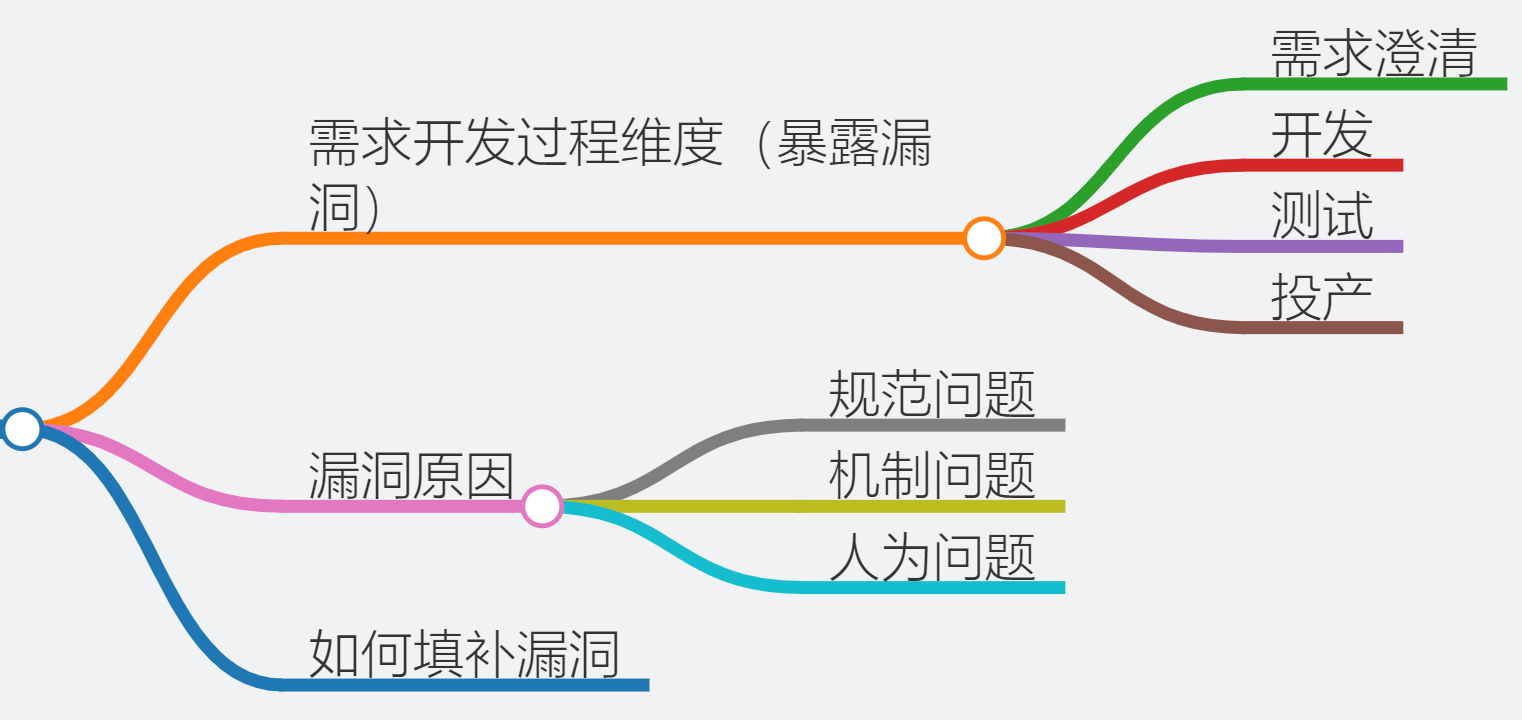 需求澄清
开发
需求开发过程维度（暴露漏
洞）
测试
投产
规范问题
漏洞原因
机制问题
人为问题
如何填补漏洞